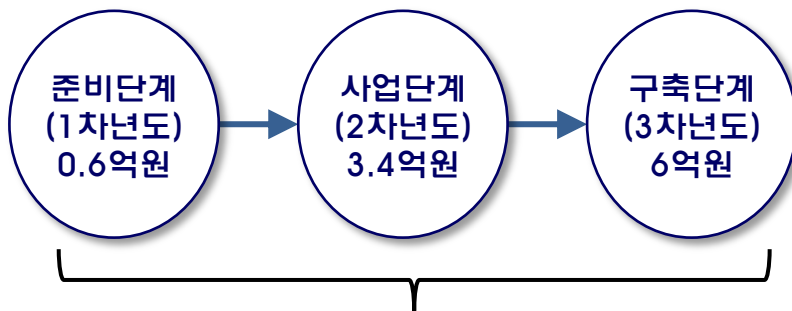 준비단계
(1차년도)
0.6억원
사업단계
(2차년도)
3.4억원
구축단계
(3차년도)
6억원